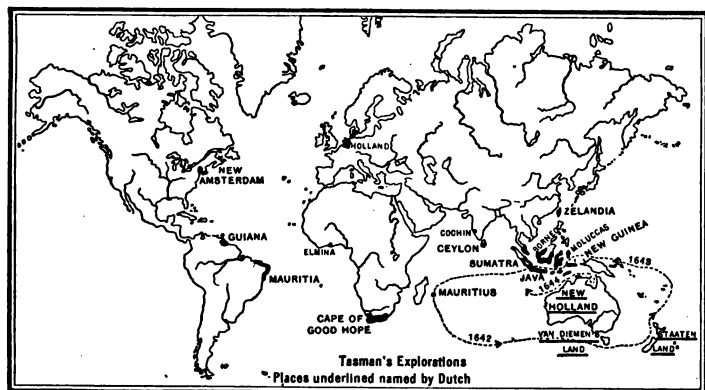 HOLLAND
NEW
AMSTERDAM
GUIANA
MAURITIA
ELMINA
COCHIN
CEYLON
ZELANDIA
BORNEO
MOLUCCAS
NEW GUINEA
SUMATRA
JAVA
1644
1643
MAURITIUS
NEW
HOLLAND
CAPE OF
GOOD HOPE
1642
VAN DIEMEN'S
LAND
STAATEN
LAND
Tasman's Explorations
Places underlined named by Dutch